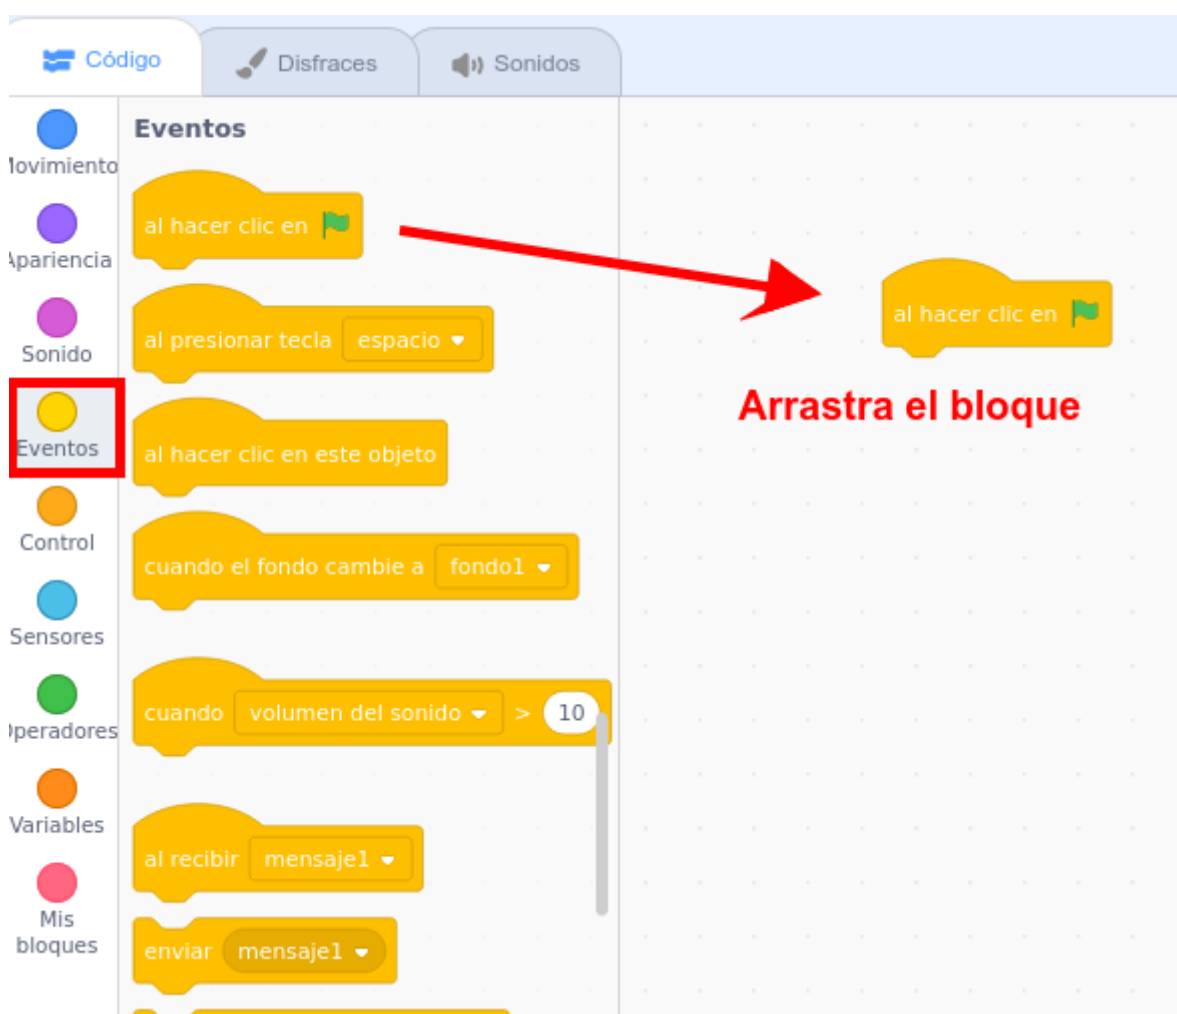 Código
Disfraces
Sonidos
Movimiento
Apariencia
Sonido
Eventos
Control
Sensores
Operadores
Variables
Mis
bloques
Eventos
al hacer clic en
al presionar tecla espacio
al hacer clic en este objeto
cuando el fondo cambie a fondo1
cuando volumen del sonido > 10
al recibir mensaje1
enviar mensaje1
al hacer clic en
Arrastra el bloque